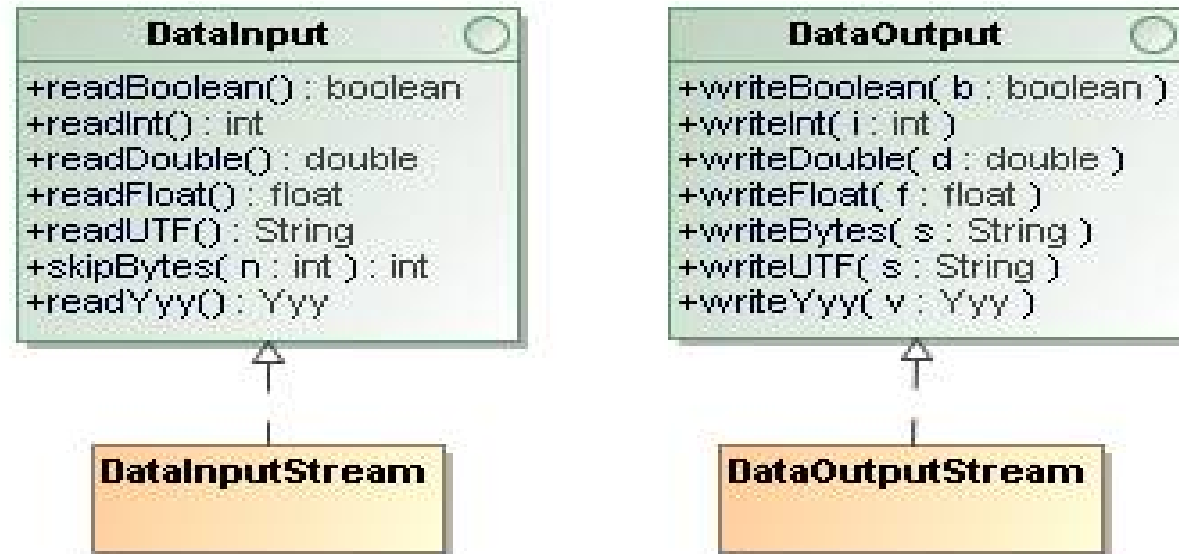 DataInput
+readBoolean() : boolean
+readInt() : int
+readDouble() : double
+readFloat() : float
+readUTF() : String
+skipBytes( n : int ) : int
+readYyy() : Yyy
DataInputStream
DataOutput
+writeBoolean( b : boolean )
+writeInt( i : int )
+writeDouble( d : double )
+writeFloat( f : float )
+writeBytes( s : String )
+writeUTF( s : String )
+writeYyy( v : Yyy )
DataOutputStream